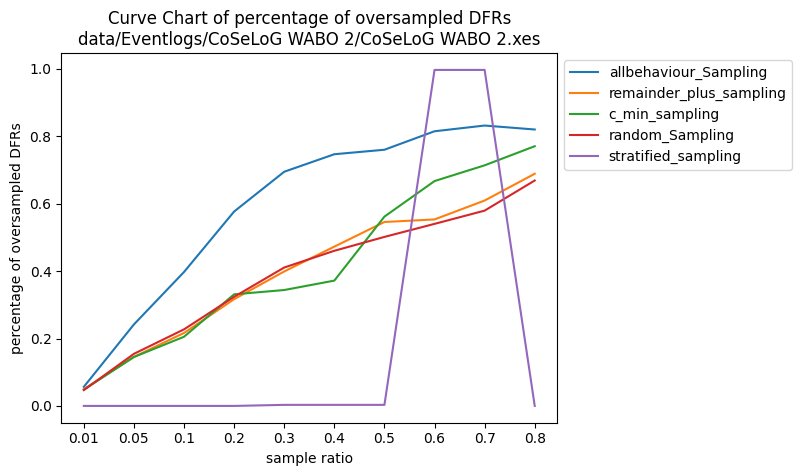 Curve Chart of percentage of oversampled DFRs
data/Eventlogs/CoSeLoG WABO 2/CoSeLoG WABO 2.xes
percentage of oversampled DFRs
1.0
0.8
0.6
0.4
0.2
0.0
0.01 0.05 0.1 0.2 0.3 0.4 0.5 0.6 0.7 0.8
sample ratio
allbehaviour_Sampling
remainder_plus_sampling
c_min_sampling
random_Sampling
stratified_sampling